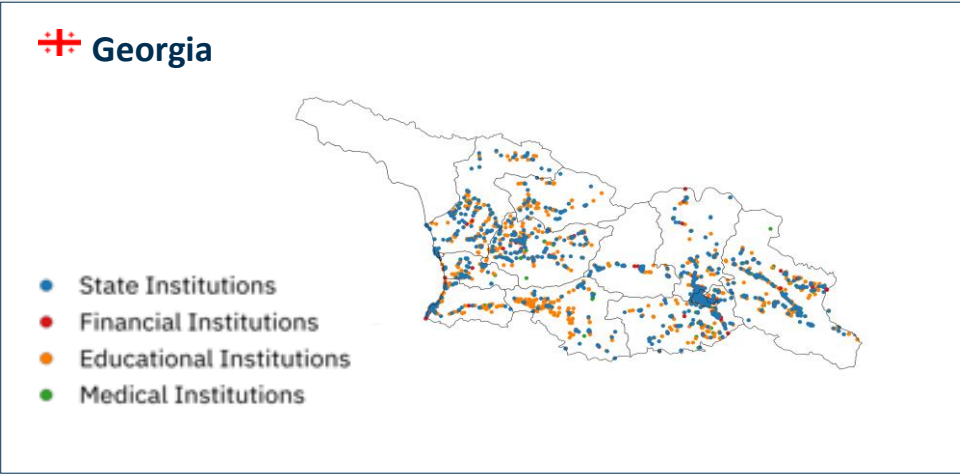 Georgia
State Institutions
Financial Institutions
Educational Institutions
Medical Institutions